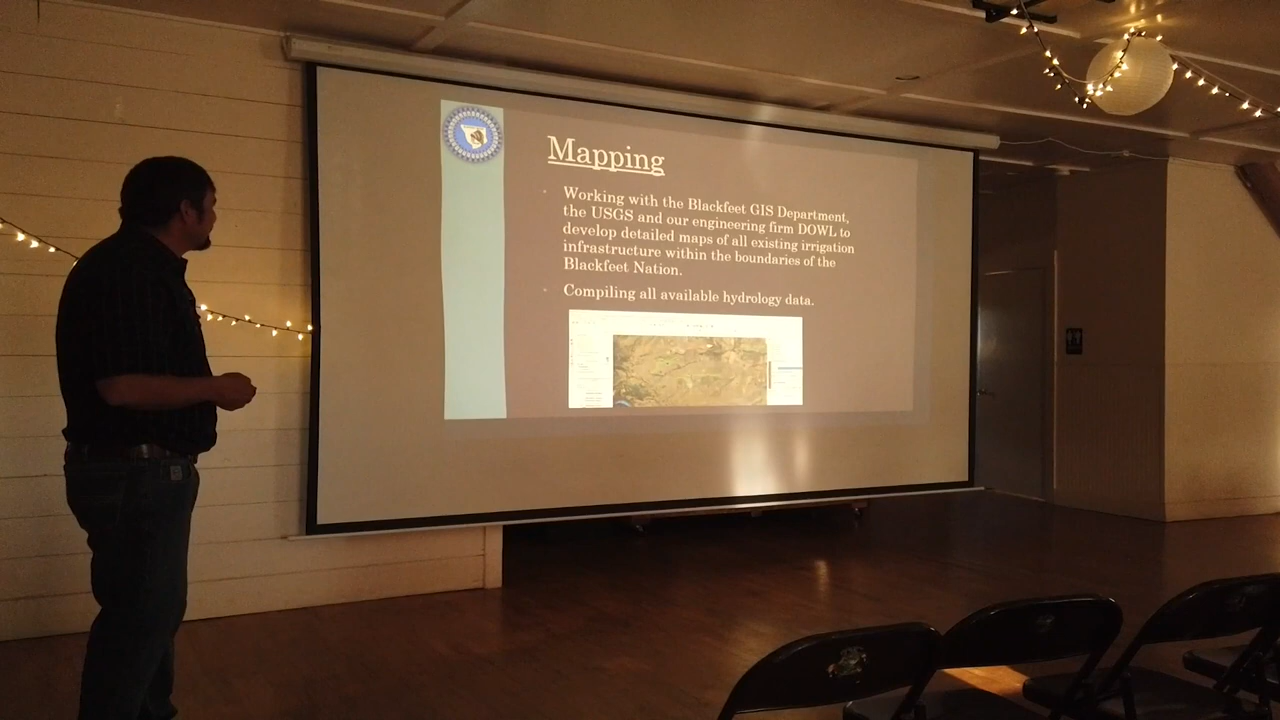 Mapping
Working with the Blackfeet GIS Department,
the USGS and our engineering firm DOWL to
develop detailed maps of all existing irrigation
infrastructure within the boundaries of the
Blackfeet Nation.
Compiling all available hydrology data.